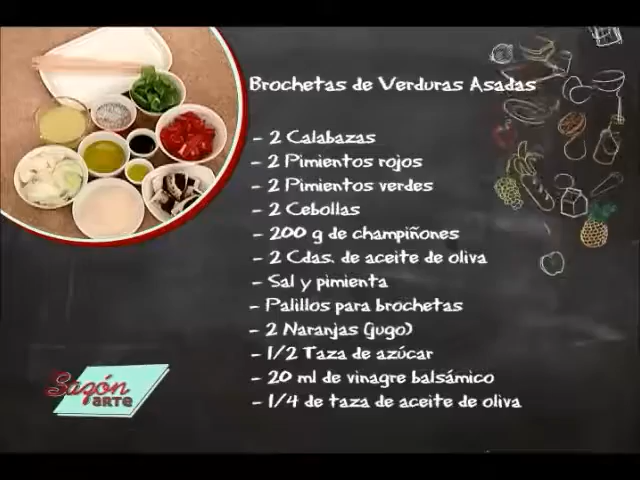 Brochetas de Verduras Asadas
- 2 Calabazas
- 2 Pimientos rojos
- 2 Pimientos verdes
- 2 Cebollas
- 200 g de champiñones
- 2 Cdas. de aceite de oliva
- Sal y pimienta
- Palillos para brochetas
- 2 Naranjas (jugo)
- 1/2 Taza de azúcar
- 20 ml de vinagre balsámico
- 1/4 de taza de aceite de oliva
Sazón
ARTE